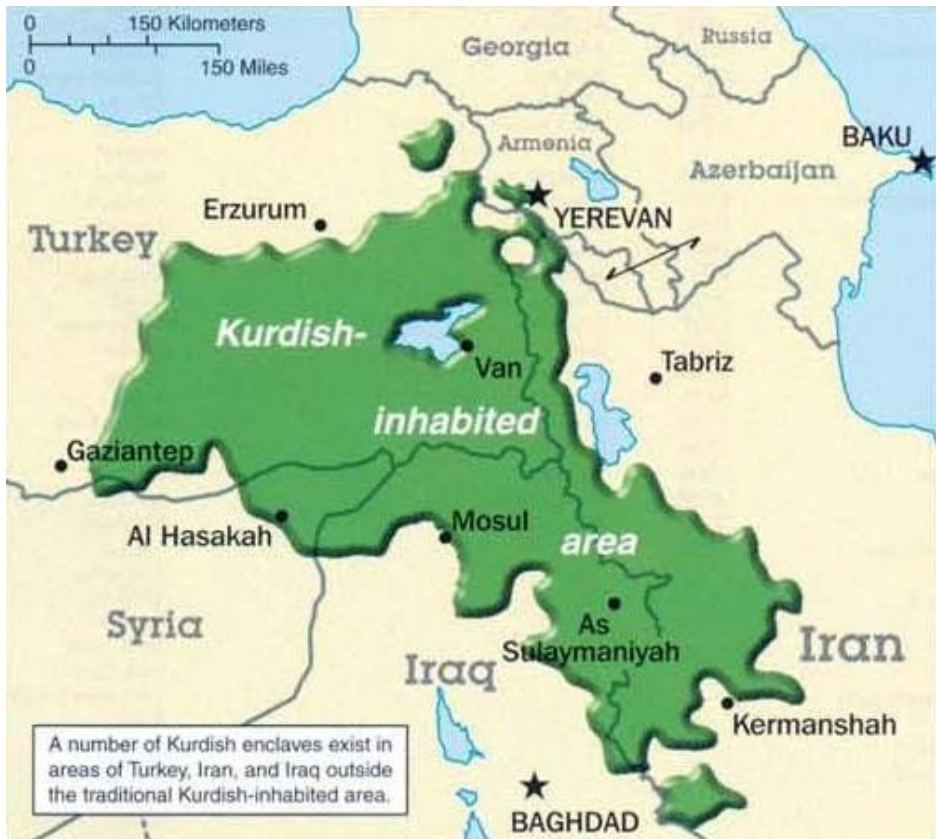 0 150 Kilometers
0 150 Miles
Georgia
Russia
Armenia
BAKU
Azerbaijan
Erzurum
YEREVAN
Turkey
Kurdish-
Van
Tabriz
inhabited
Gaziantep
Al Hasakah
Mosul
area
Syria
As
Sulaymaniyah
Iran
Iraq
Kermanshah
A number of Kurdish enclaves exist in
areas of Turkey, Iran, and Iraq outside
the traditional Kurdish-inhabited area.
BAGHDAD